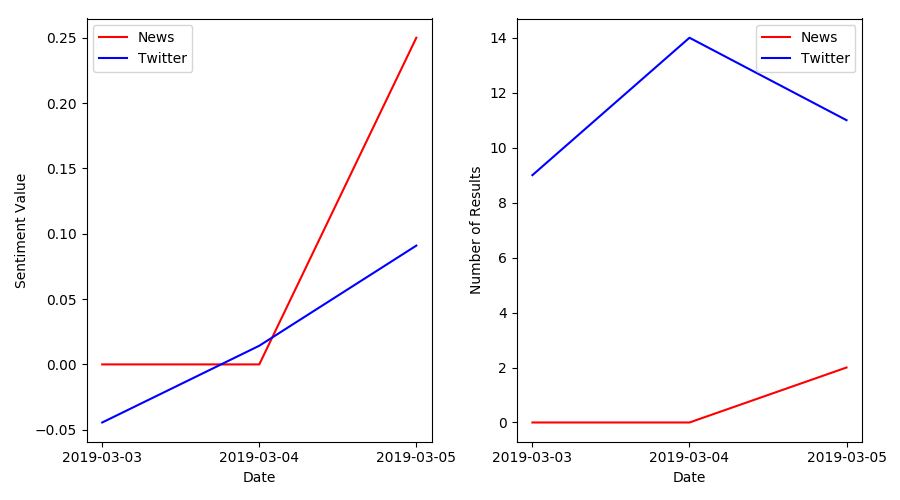 News
Twitter
Sentiment Value
0.25
0.20
0.15
0.10
0.05
0.00
−0.05
2019-03-03 2019-03-04 2019-03-05
Date
News
Twitter
Number of Results
14
12
10
8
6
4
2
0
2019-03-03 2019-03-04 2019-03-05
Date